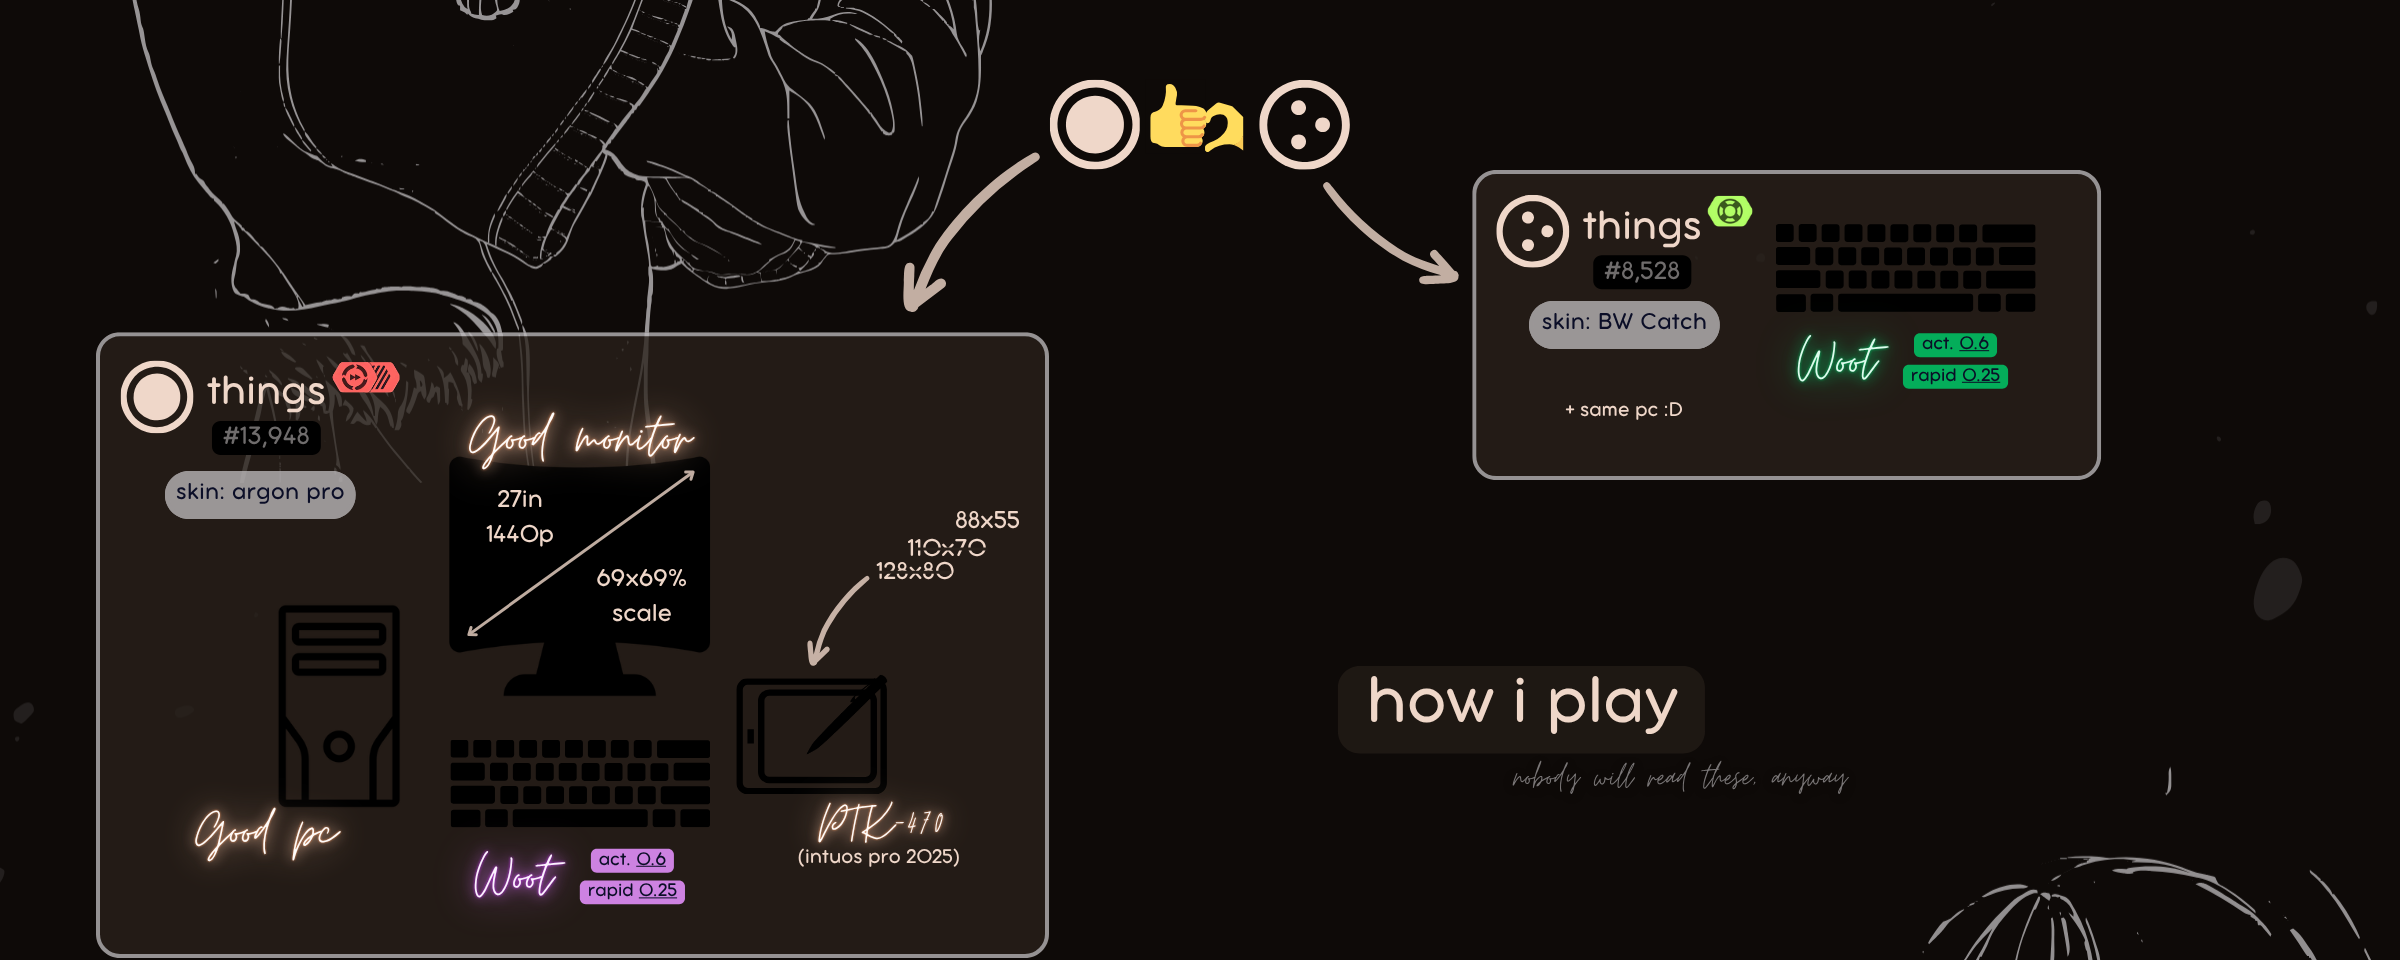 things
#8,528
skin: BW Catch
Woot
act. 0.6
rapid 0.25
+ same pc :D
things
#13,948
skin: argon pro
Good monitor
27in
1440p
69x69%
scale
88x55
110x70
128x80
Good pc
Woot
act. 0.6
rapid 0.25
PTK-470
(intuos pro 2025)
how i play
nobody will read these. anyway